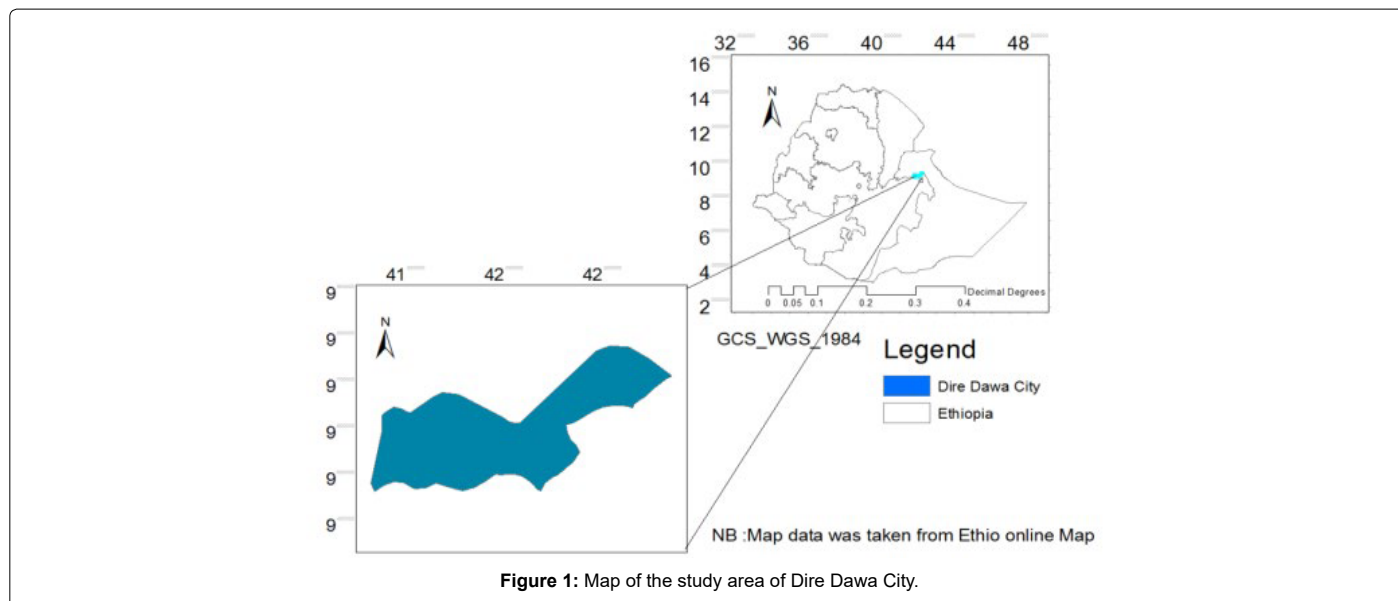 32 36 40 44 48
16
14
12
10
8
6
4
2
N
0 0.05 0.1 0.2 0.3 0.4
Decimal Degrees
GCS_WGS_1984
Legend
Dire Dawa City
Ethiopia
41 42 42
9
9
9
9
9
9
N
NB :Map data was taken from Ethio online Map
Figure 1: Map of the study area of Dire Dawa City.